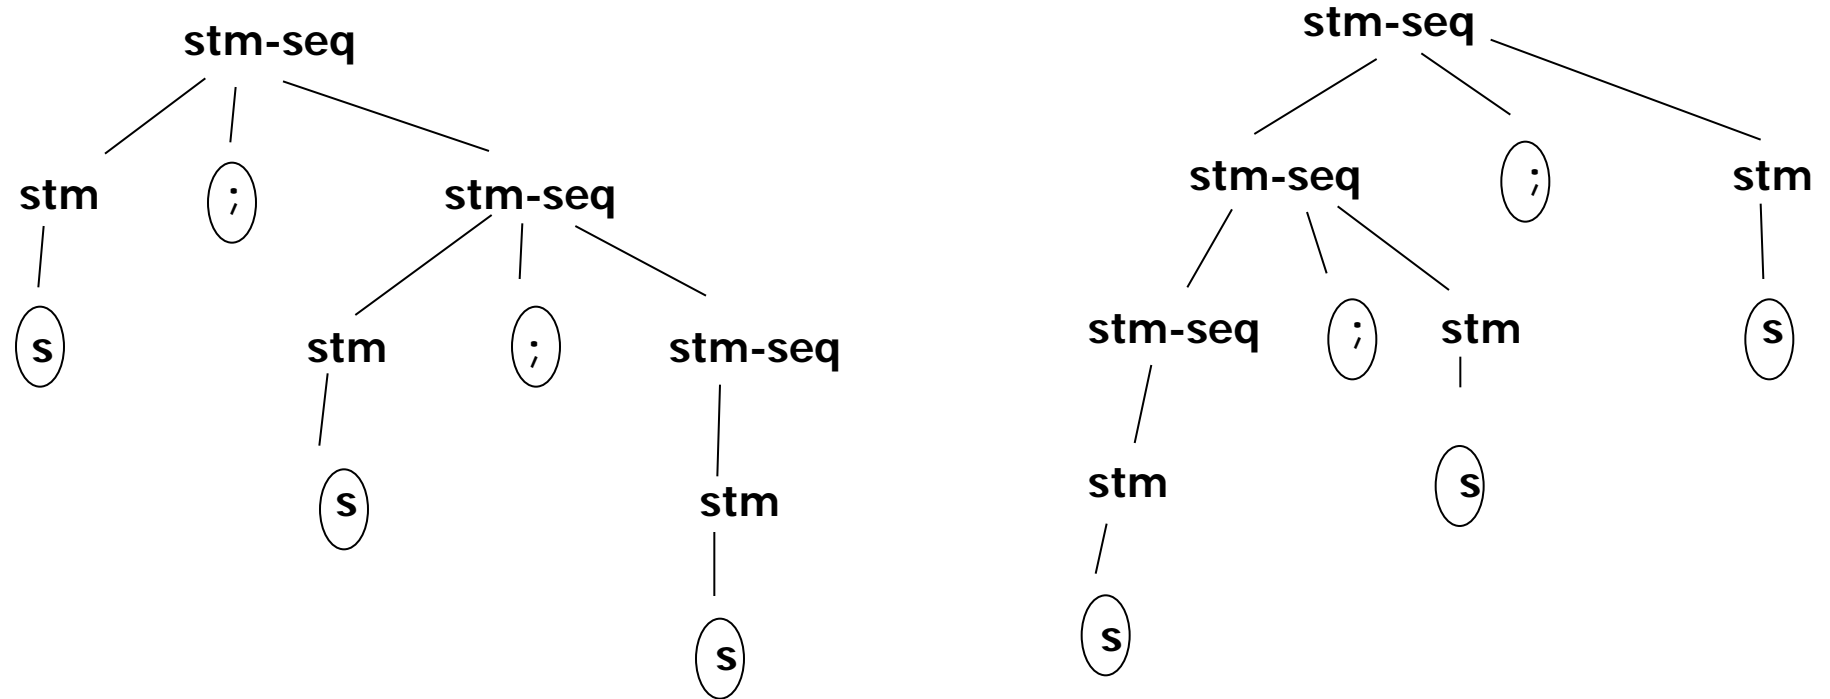 stm-seq
stm ; stm-seq
s stm ; stm-seq
s stm
s
stm-seq
stm-seq ; stm
stm-seq ; stm s
stm s
s